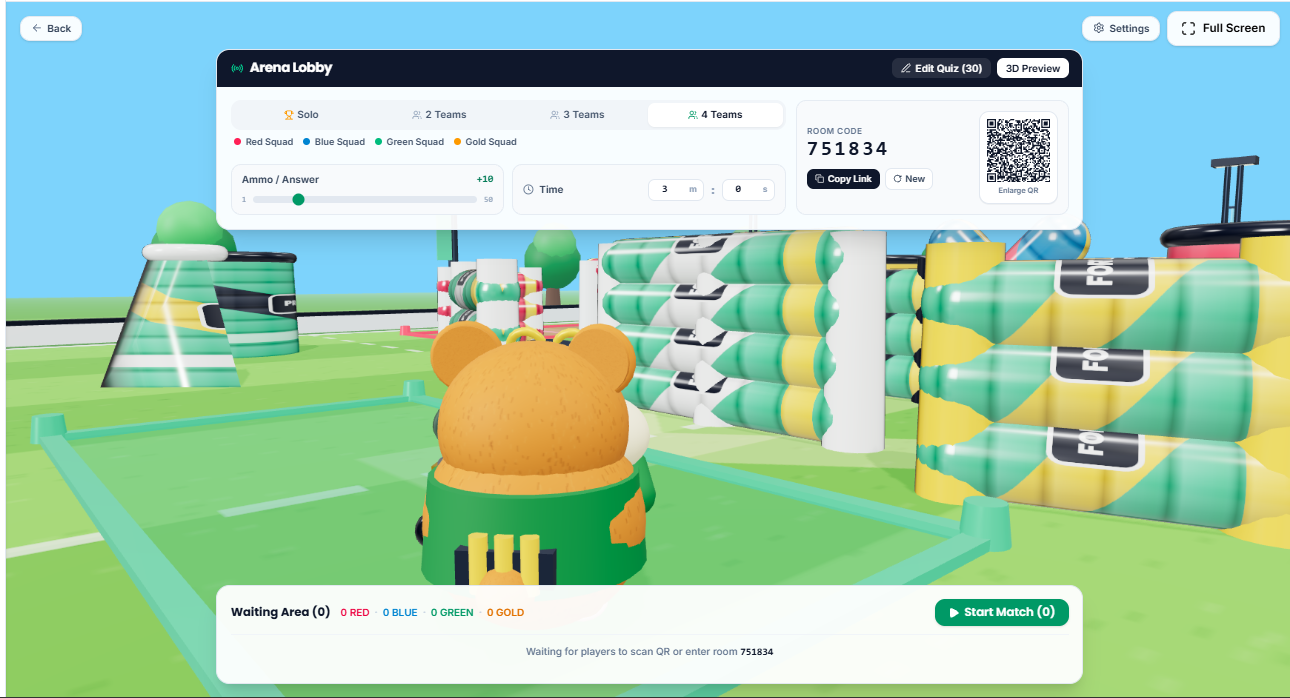 Back
Settings
Full Screen
Arena Lobby
Edit Quiz (30)
3D Preview
Solo
2 Teams
3 Teams
4 Teams
Red Squad
Blue Squad
Green Squad
Gold Squad
Ammo / Answer
+10
1
50
Time
3 m : 0 s
ROOM CODE
751834
Copy Link
New
Enlarge QR
Waiting Area (0)
0 RED · 0 BLUE · 0 GREEN · 0 GOLD
Start Match (0)
Waiting for players to scan QR or enter room 751834